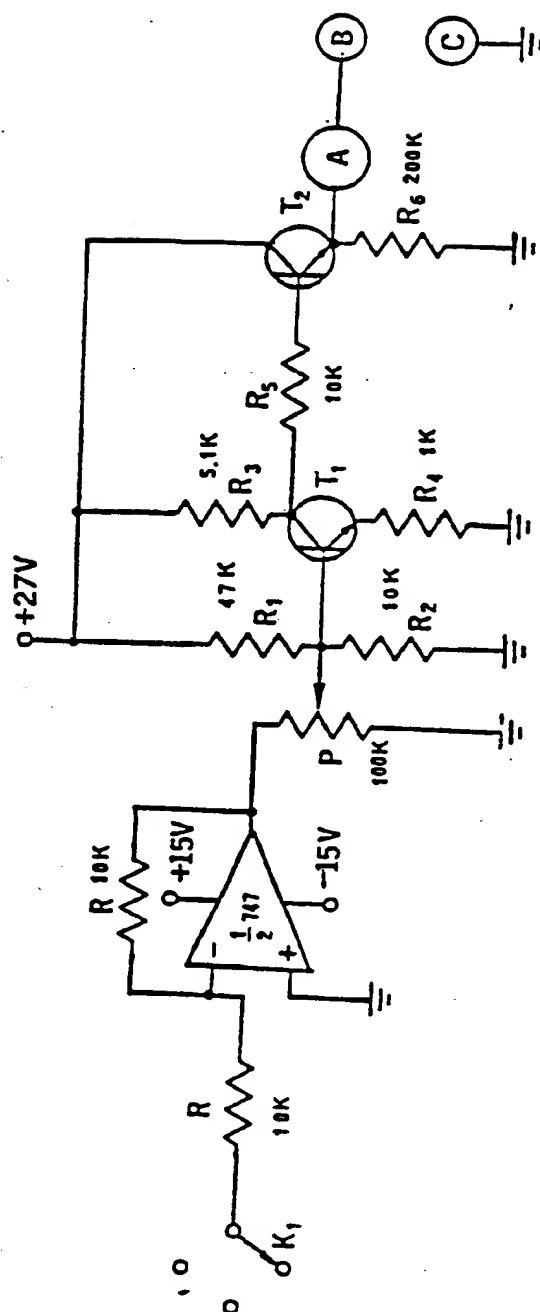 K₁
R
10K
R
10K
+15V
-
½ 747
+
-15V
P
100K
+27V
47K
R₁
10K
R₂
5.1K
R₃
T₁
R₄
1K
R₅
10K
T₂
R₆ 200K
A
B
C